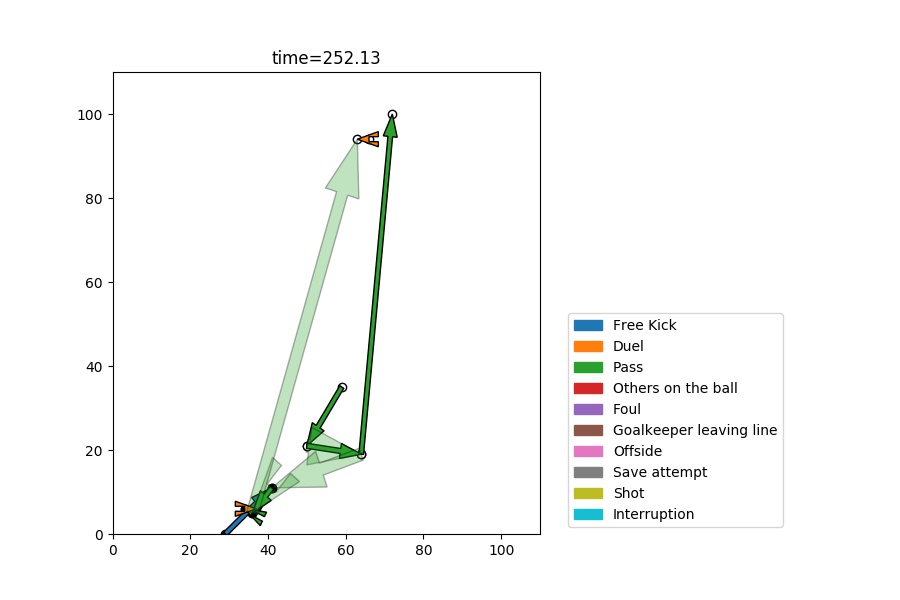 time=252.13
100
80
60
40
20
0
0 20 40 60 80 100
Free Kick
Duel
Pass
Others on the ball
Foul
Goalkeeper leaving line
Offside
Save attempt
Shot
Interruption